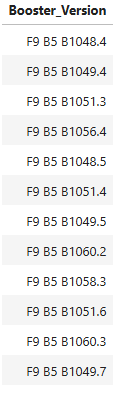 Booster_Version
F9 B5 B1048.4
F9 B5 B1049.4
F9 B5 B1051.3
F9 B5 B1056.4
F9 B5 B1048.5
F9 B5 B1051.4
F9 B5 B1049.5
F9 B5 B1060.2
F9 B5 B1058.3
F9 B5 B1051.6
F9 B5 B1060.3
F9 B5 B1049.7